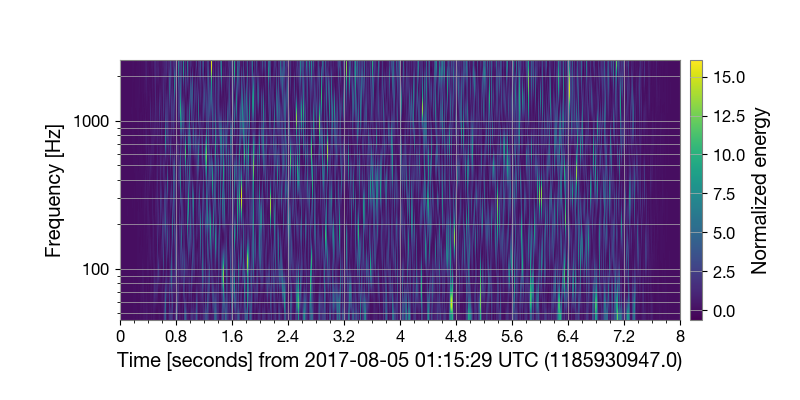 Frequency [Hz]
1000
100
0 0.8 1.6 2.4 3.2 4 4.8 5.6 6.4 7.2 8
Time [seconds] from 2017-08-05 01:15:29 UTC (1185930947.0)
15.0
12.5
10.0
7.5
5.0
2.5
0.0
Normalized energy